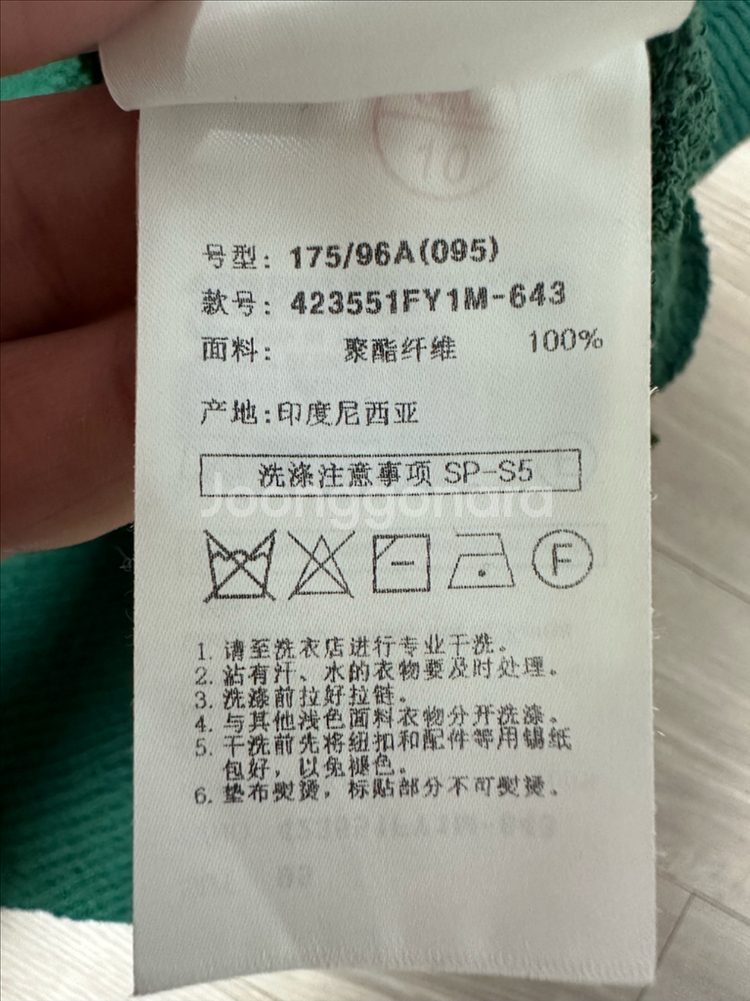 10
号型: 175/96A(095)
款号: 423551FY1M-643
面料: 聚酯纤维 100%
产地:印度尼西亚
洗涤注意事项 SP-S5
Joonggonara
F
1. 请至洗衣店进行专业干洗。
2. 沾有汗、水的衣物要及时处理。
3. 洗涤前拉好拉链。
4. 与其他浅色面料衣物分开洗涤。
5. 干洗前先将纽扣和配件等用锡纸
包好，以免褪色。
6. 垫布熨烫，标贴部分不可熨烫。